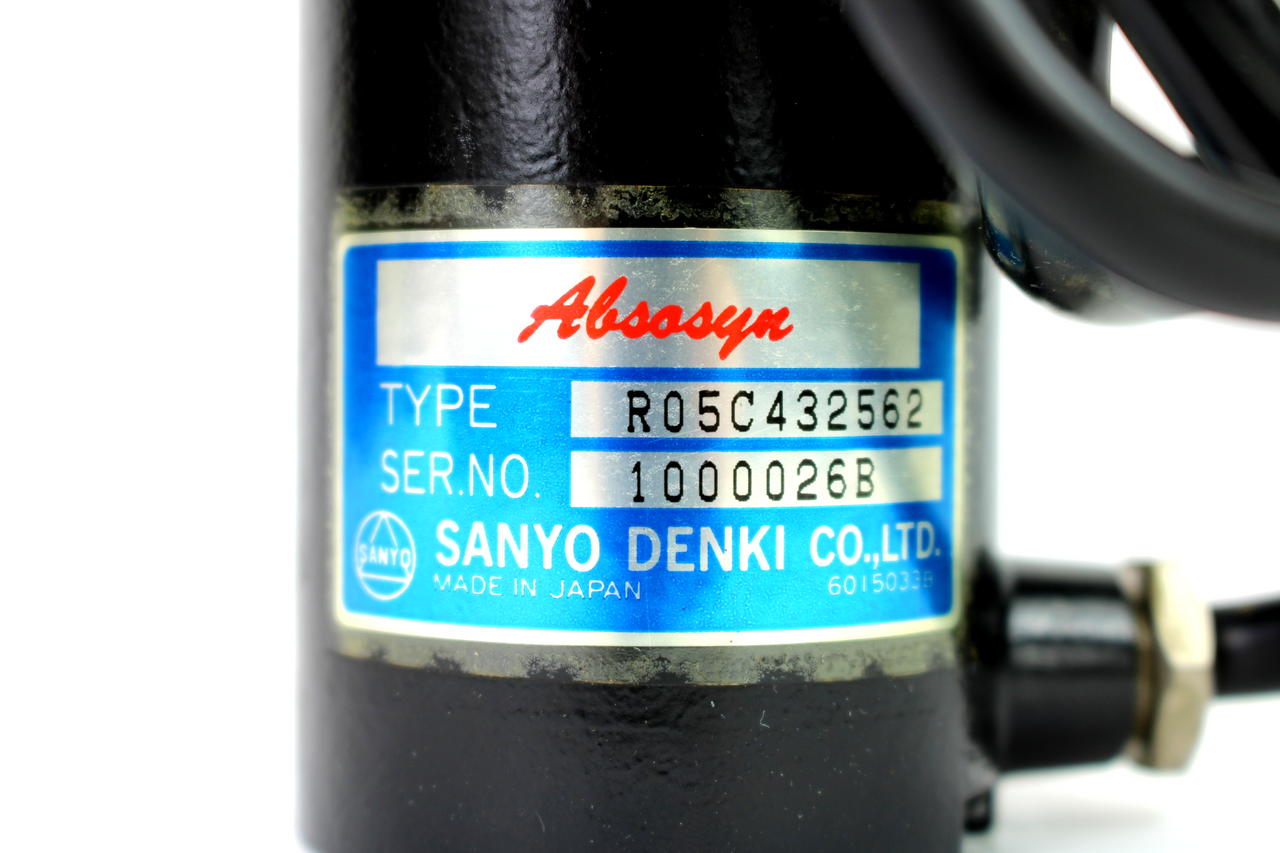 Absosyn
TYPE R05C432562
SER.NO. 1000026B
SANYO SANYO DENKI CO.,LTD.
MADE IN JAPAN 6015033B